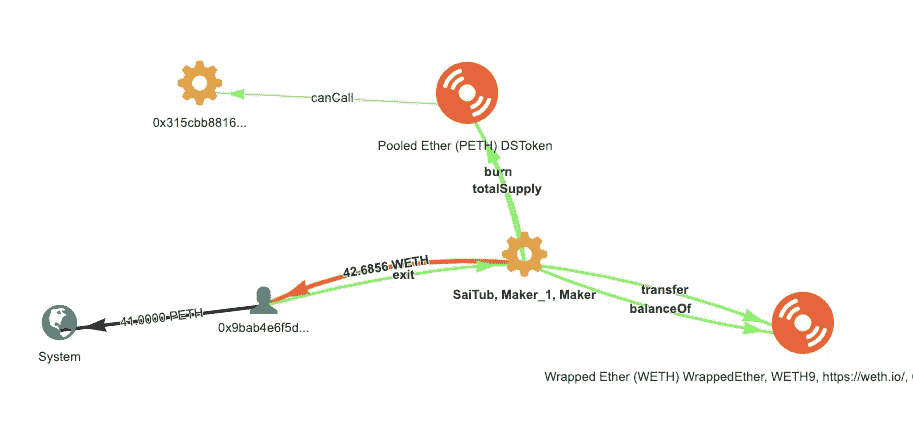 canCall
0x315cbb8816...
Pooled Ether (PETH) DSToken
burn
totalSupply
42.6856 WETH
exit
SaiTub, Maker_1, Maker
transfer
balanceOf
41.0000 PETH
0x9bab4e6f5d...
System
Wrapped Ether (WETH) WrappedEther, WETH9, https://weth.io/,